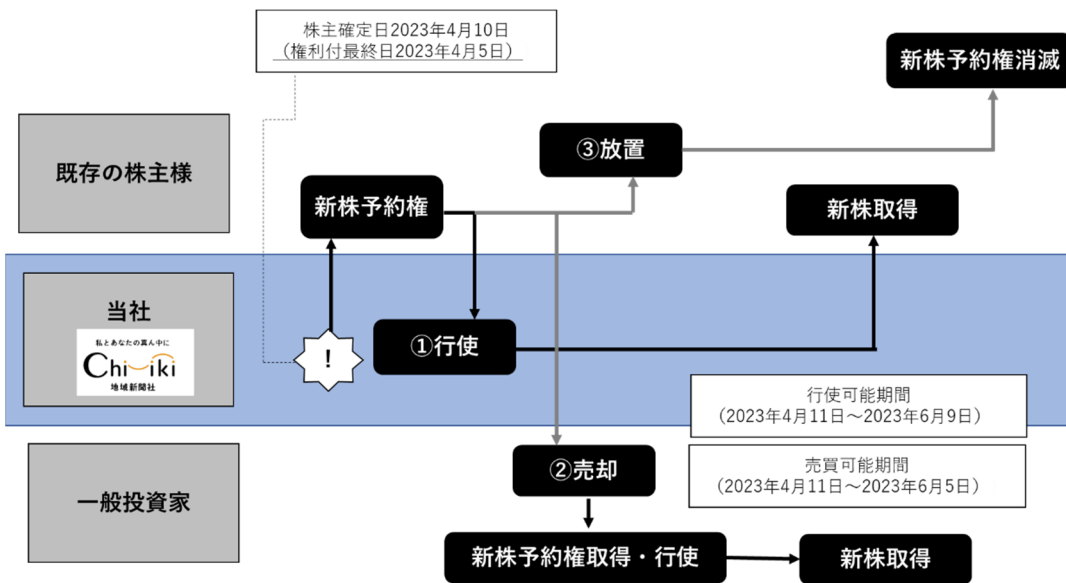 株主確定日2023年4月10日
（権利付最終日2023年4月5日）
新株予約権消滅
③放置
既存の株主様
新株予約権
新株取得
当社
私とあなたの真ん中に
Chiiki
地域新聞社
！
①行使
行使可能期間
（2023年4月11日～2023年6月9日）
②売却
売買可能期間
（2023年4月11日～2023年6月5日）
一般投資家
新株予約権取得・行使
新株取得